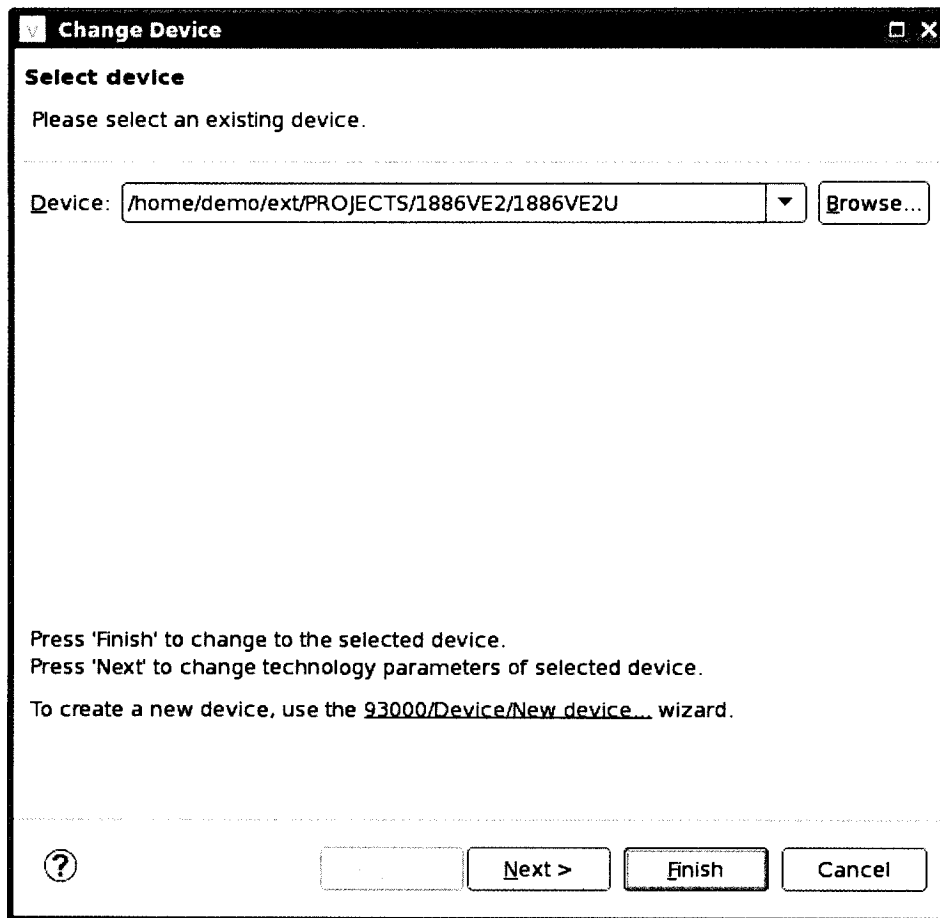 Change Device
Select device
Please select an existing device.
Device: /home/demo/ext/PROJECTS/1886VE2/1886VE2U Browse...
Press 'Finish' to change to the selected device.
Press 'Next' to change technology parameters of selected device.
To create a new device, use the 93000/Device/New device... wizard.
Next > Finish Cancel